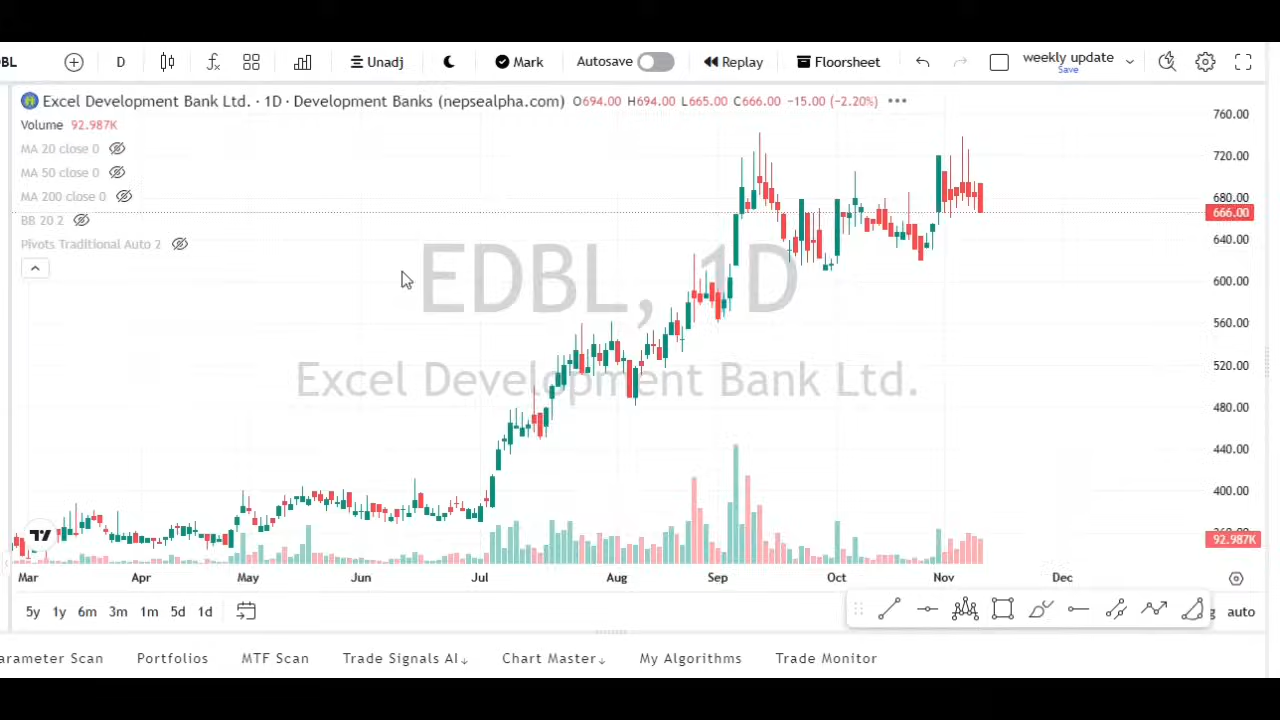 DBL D Unadj Mark Autosave Replay Floorsheet weekly update
Save
Excel Development Bank Ltd. · 1D · Development Banks (nepsealpha.com) O694.00 H694.00 L665.00 C666.00 −15.00 (−2.20%)
Volume 92.987K
MA 20 close 0
MA 50 close 0
MA 200 close 0
BB 20 2
Pivots Traditional Auto 2
EDBL, 1D
Excel Development Bank Ltd.
760.00
720.00
680.00
666.00
640.00
600.00
560.00
520.00
480.00
440.00
400.00
360.00
92.987K
Mar Apr May Jun Jul Aug Sep Oct Nov Dec
5y 1y 6m 3m 1m 5d 1d g auto
arameter Scan Portfolios MTF Scan Trade Signals AI↓ Chart Master↓ My Algorithms Trade Monitor